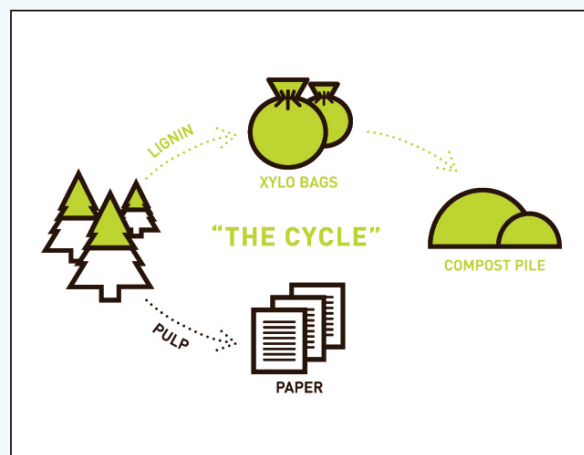 LIGNIN
XYLO BAGS
“THE CYCLE”
COMPOST PILE
PULP
PAPER